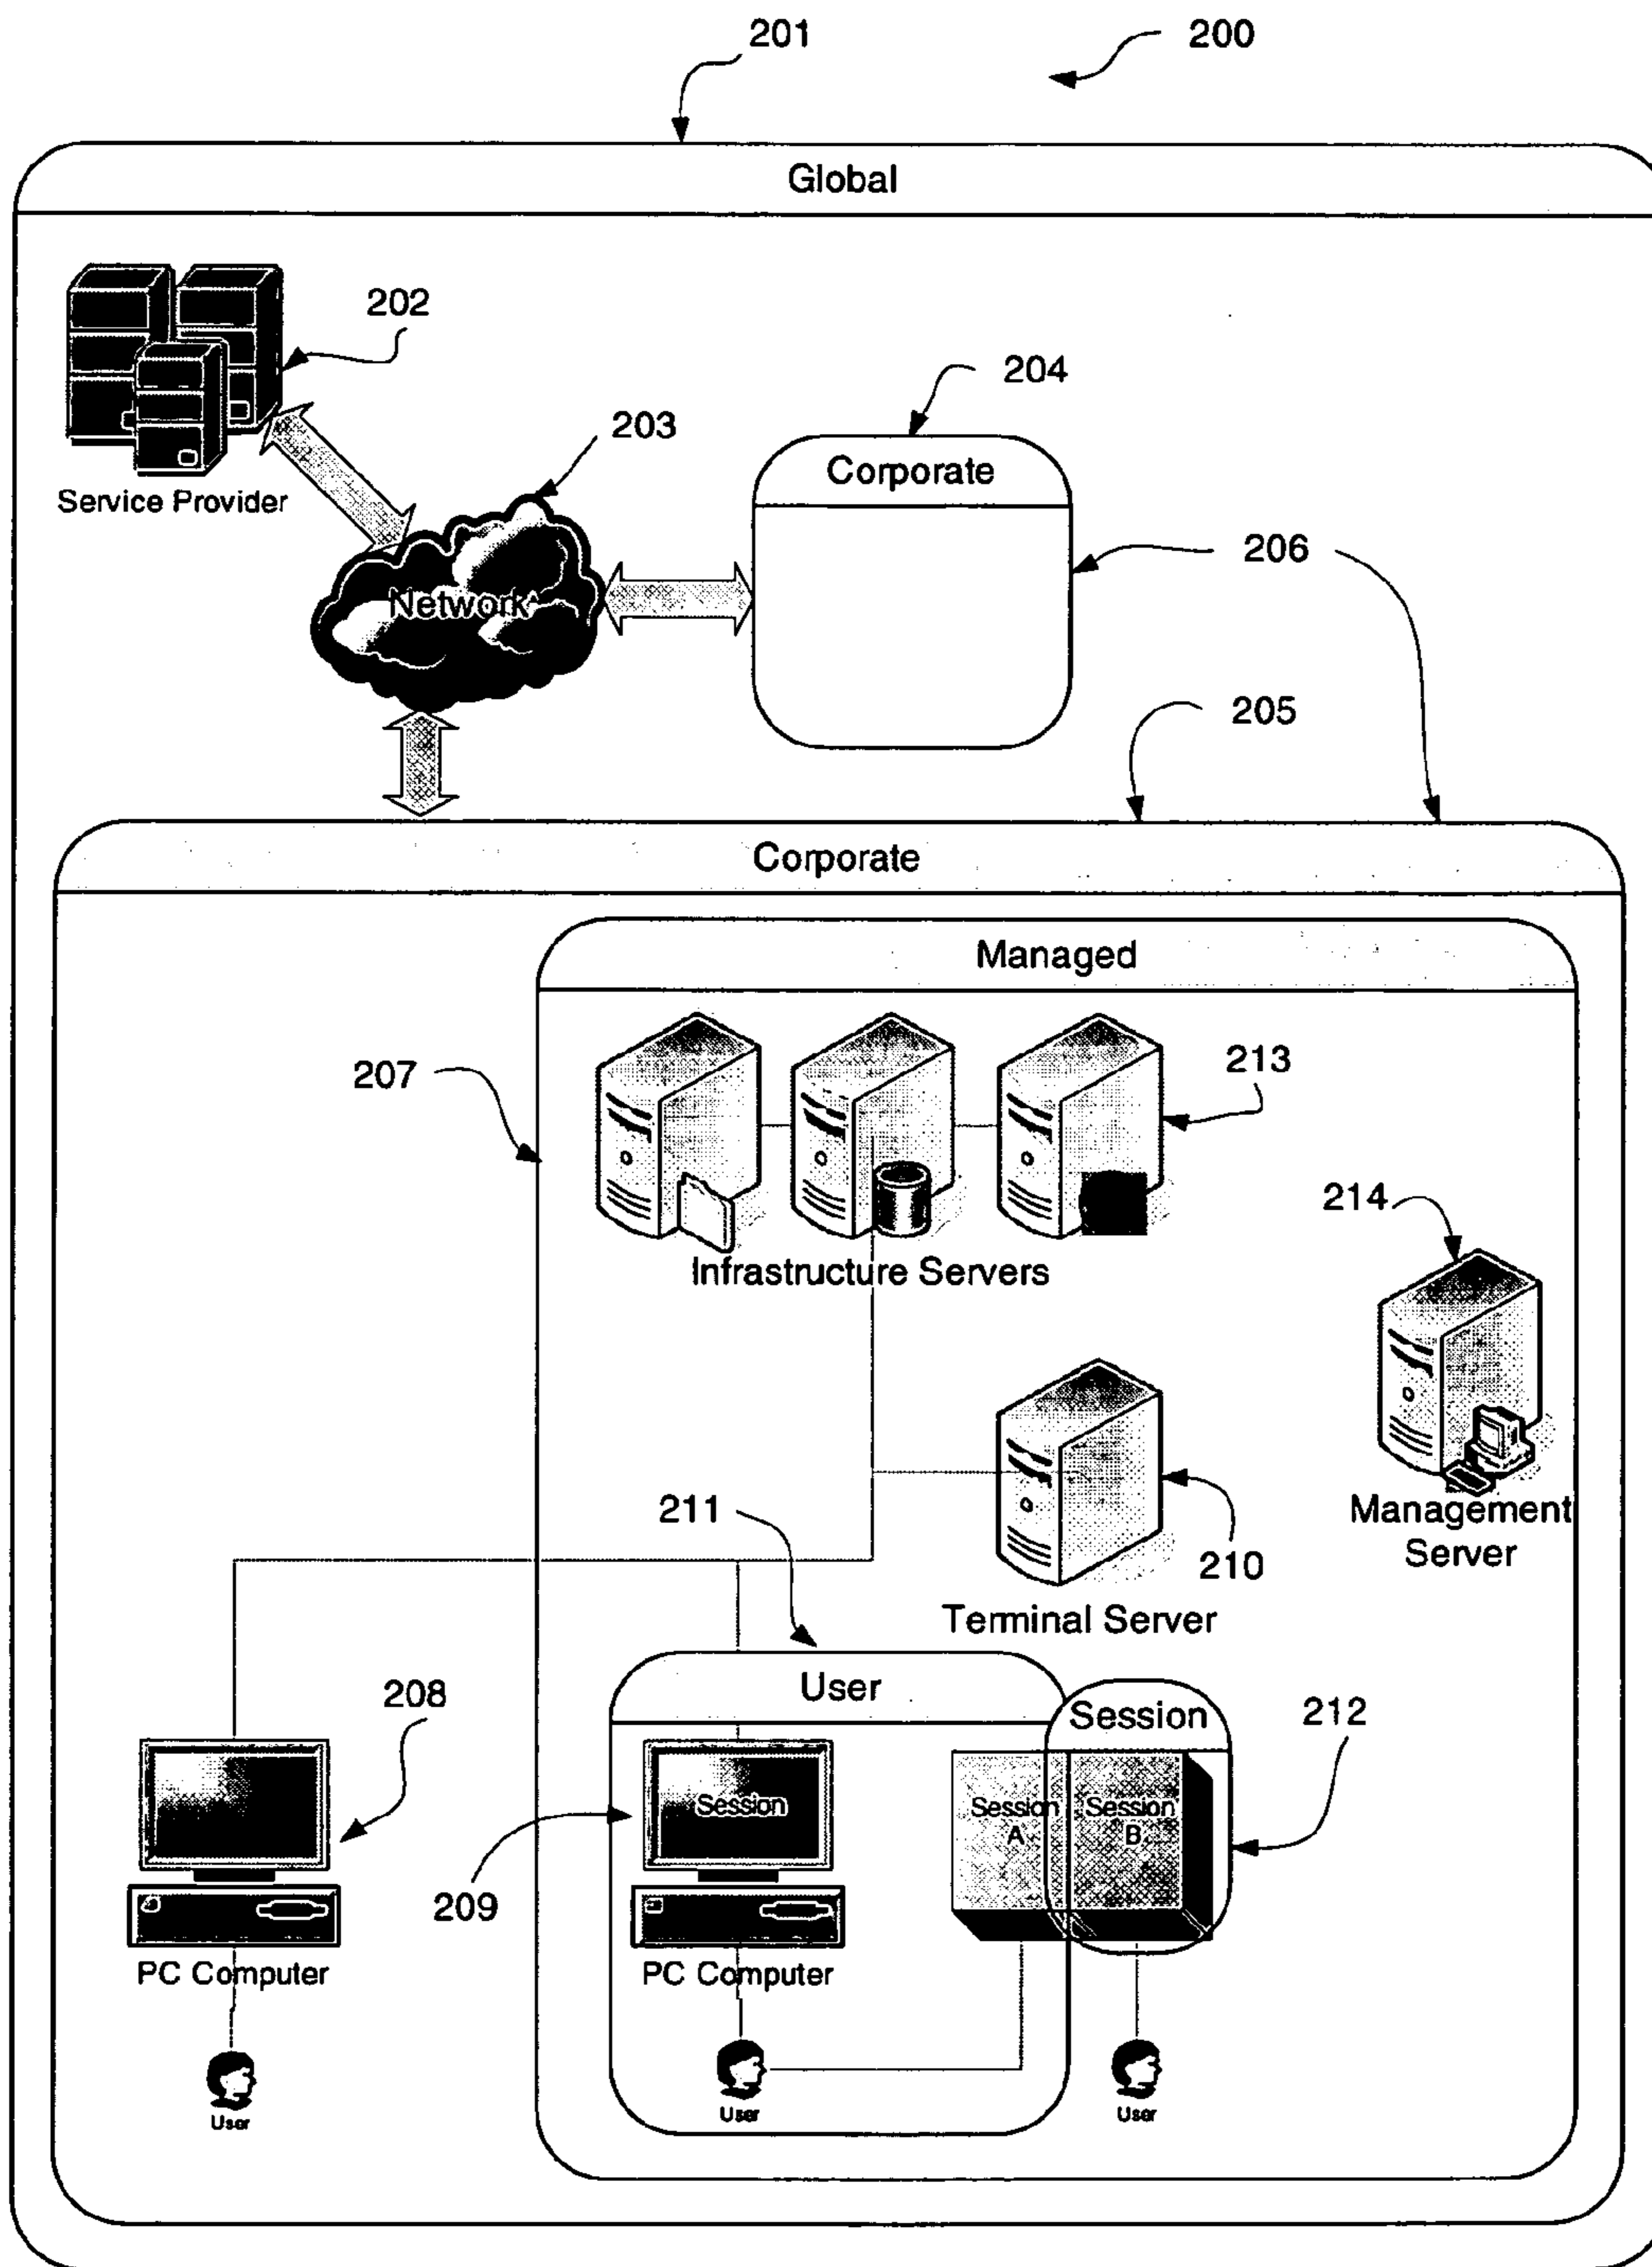 201
200
Global
202
204
203
Corporate
Service Provider
206
Network
205
Corporate
Managed
207
213
214
Infrastructure Servers
211
Management
Server
210
Terminal Server
User
208
Session
212
Session
Session
A
Session
B
209
PC Computer
PC Computer
User
User
User